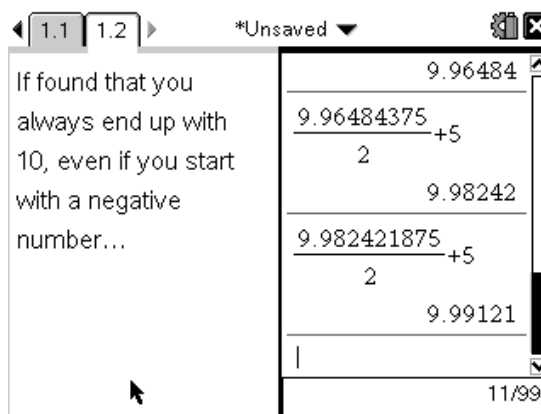 1.1 1.2 *Unsaved
If found that you
always end up with
10, even if you start
with a negative
number...
9.96484
9.96484375
2
+5
9.98242
9.982421875
2
+5
9.99121
11/99